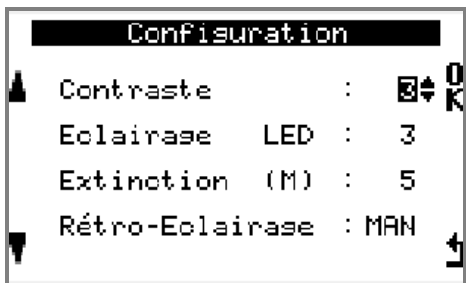 Configuration
Contraste : 3 OK
Eclairage LED : 3
Extinction (M) : 5
Rétro-Eclairage : MAN